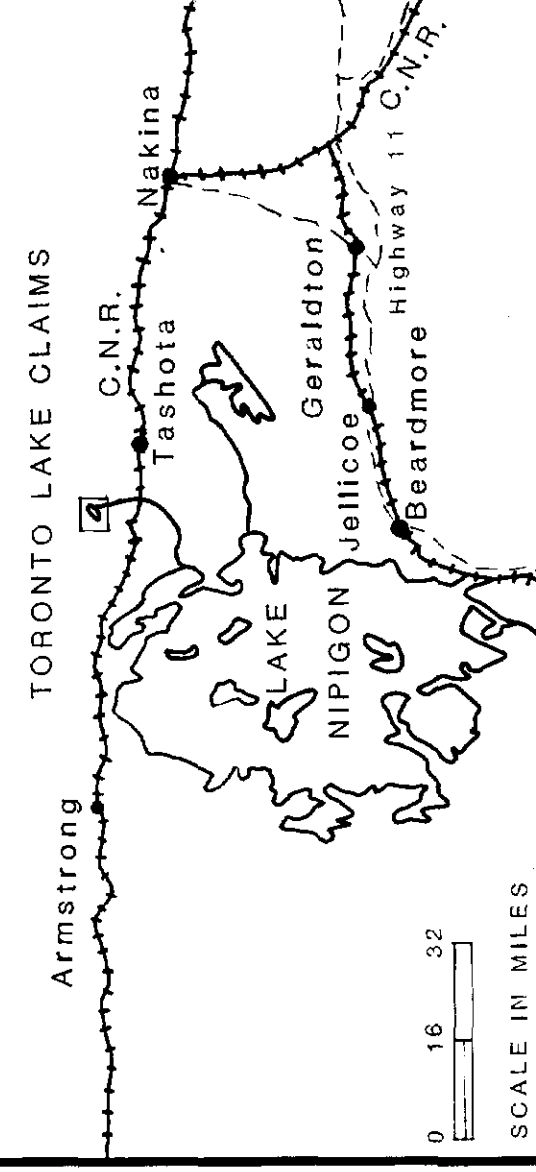 TORONTO LAKE CLAIMS
Armstrong
C.N.R.
Tashota
Nakina
LAKE
NIPIGON
Geraldton
Jellicoe
Beardmore
Highway 11
C.N.R.
0 16 32
SCALE IN MILES